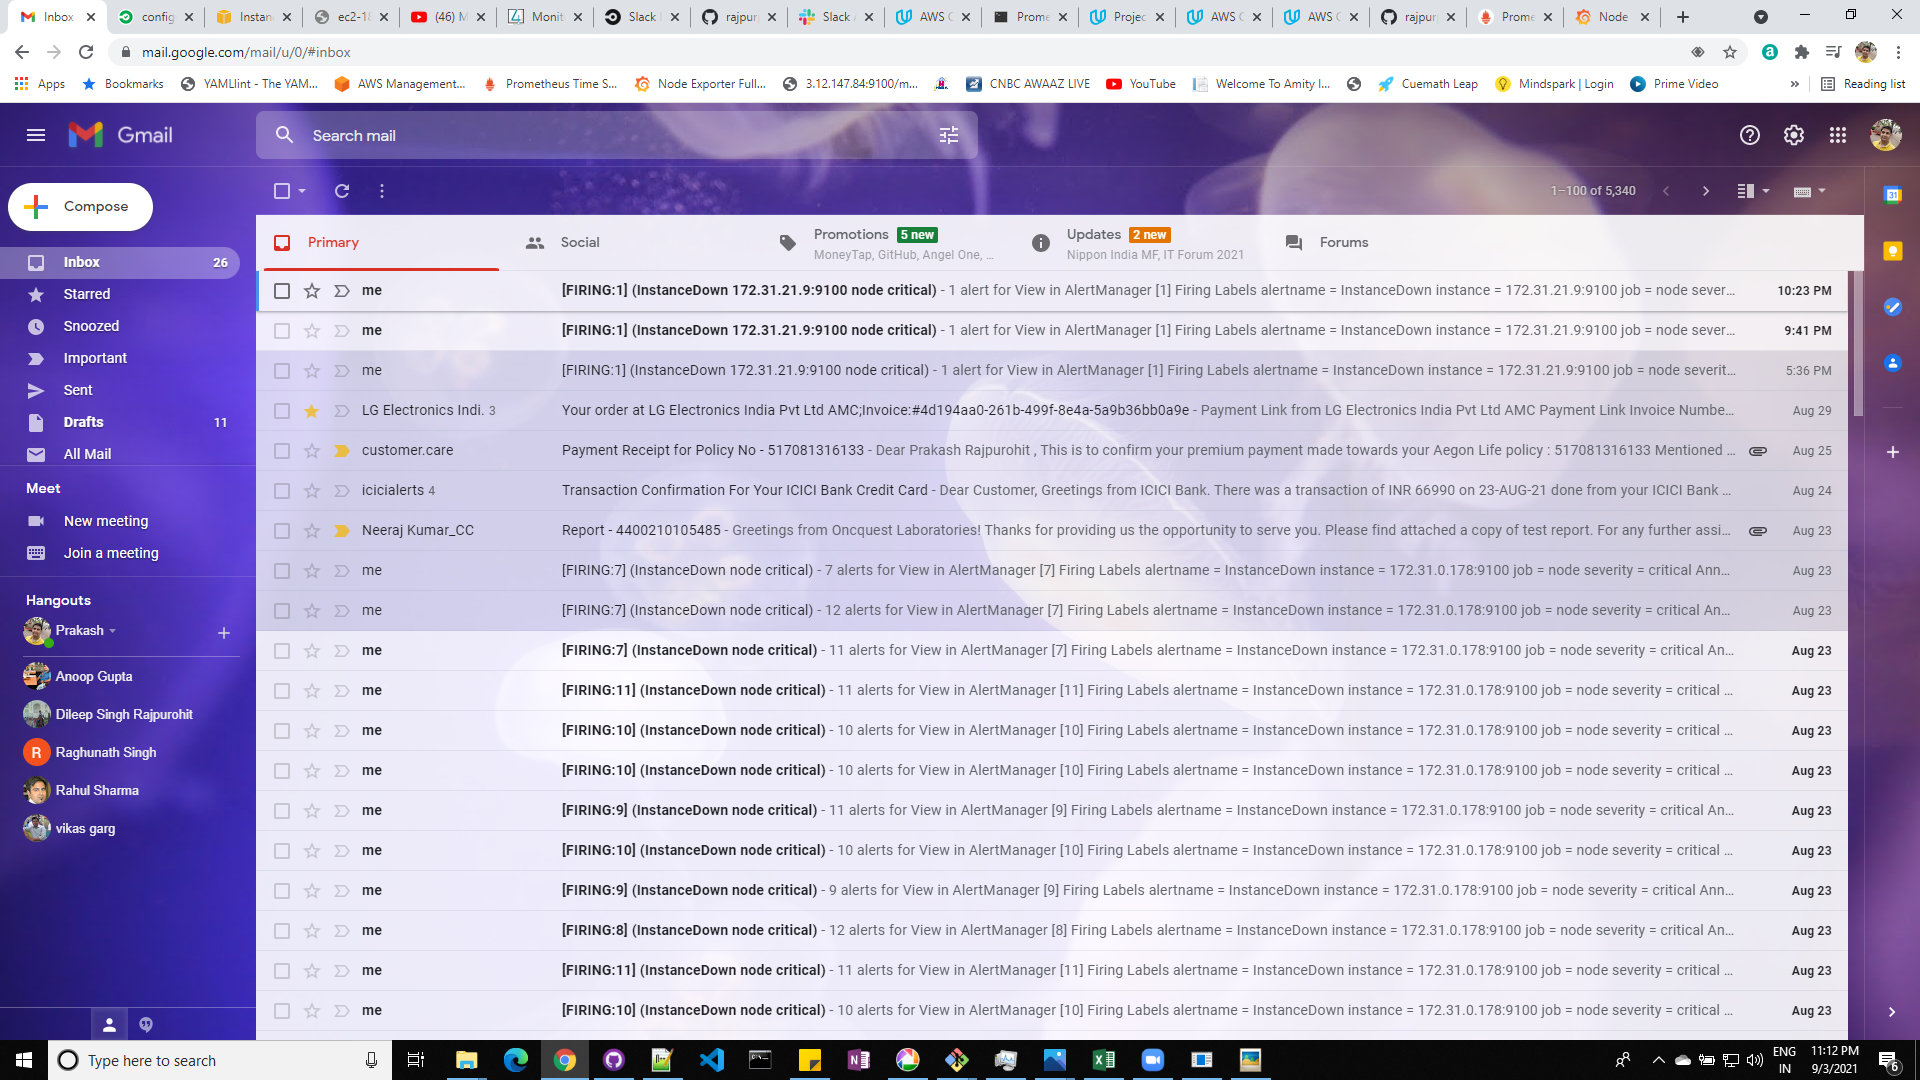 Inbox
config
Instan
ec2-18
(46) M
Monit
Slack
rajpur
Slack
AWS C
Prome
Projec
AWS C
AWS C
rajpur
Prome
Node
mail.google.com/mail/u/0/#inbox
Apps
Bookmarks
YAMLlint - The YAM...
AWS Management...
Prometheus Time S...
Node Exporter Full...
3.12.147.84:9100/m...
CNBC AWAAZ LIVE
YouTube
Welcome To Amity I...
Cuemath Leap
Mindspark | Login
Prime Video
»
Reading list
Gmail
Search mail
Compose
1–100 of 5,340
Inbox 26
Starred
Snoozed
Important
Sent
Drafts 11
All Mail
Meet
New meeting
Join a meeting
Hangouts
Prakash
Anoop Gupta
Dileep Singh Rajpurohit
R Raghunath Singh
Rahul Sharma
vikas garg
Primary
Social
Promotions 5 new
MoneyTap, GitHub, Angel One, ...
Updates 2 new
Nippon India MF, IT Forum 2021
Forums
me [FIRING:1] (InstanceDown 172.31.21.9:9100 node critical) - 1 alert for View in AlertManager [1] Firing Labels alertname = InstanceDown instance = 172.31.21.9:9100 job = node sever... 10:23 PM
me [FIRING:1] (InstanceDown 172.31.21.9:9100 node critical) - 1 alert for View in AlertManager [1] Firing Labels alertname = InstanceDown instance = 172.31.21.9:9100 job = node sever... 9:41 PM
me [FIRING:1] (InstanceDown 172.31.21.9:9100 node critical) - 1 alert for View in AlertManager [1] Firing Labels alertname = InstanceDown instance = 172.31.21.9:9100 job = node severit... 5:36 PM
LG Electronics Indi. 3 Your order at LG Electronics India Pvt Ltd AMC;Invoice:#4d194aa0-261b-499f-8e4a-5a9b36bb0a9e - Payment Link from LG Electronics India Pvt Ltd AMC Payment Link Invoice Numbe... Aug 29
customer.care Payment Receipt for Policy No - 517081316133 - Dear Prakash Rajpurohit , This is to confirm your premium payment made towards your Aegon Life policy : 517081316133 Mentioned ... Aug 25
icicialerts 4 Transaction Confirmation For Your ICICI Bank Credit Card - Dear Customer, Greetings from ICICI Bank. There was a transaction of INR 66990 on 23-AUG-21 done from your ICICI Bank ... Aug 24
Neeraj Kumar_CC Report - 4400210105485 - Greetings from Oncquest Laboratories! Thanks for providing us the opportunity to serve you. Please find attached a copy of test report. For any further assi... Aug 23
me [FIRING:7] (InstanceDown node critical) - 7 alerts for View in AlertManager [7] Firing Labels alertname = InstanceDown instance = 172.31.0.178:9100 job = node severity = critical Ann... Aug 23
me [FIRING:7] (InstanceDown node critical) - 12 alerts for View in AlertManager [7] Firing Labels alertname = InstanceDown instance = 172.31.0.178:9100 job = node severity = critical An... Aug 23
me [FIRING:7] (InstanceDown node critical) - 11 alerts for View in AlertManager [7] Firing Labels alertname = InstanceDown instance = 172.31.0.178:9100 job = node severity = critical An... Aug 23
me [FIRING:11] (InstanceDown node critical) - 11 alerts for View in AlertManager [11] Firing Labels alertname = InstanceDown instance = 172.31.0.178:9100 job = node severity = critical ... Aug 23
me [FIRING:10] (InstanceDown node critical) - 10 alerts for View in AlertManager [10] Firing Labels alertname = InstanceDown instance = 172.31.0.178:9100 job = node severity = critical ... Aug 23
me [FIRING:10] (InstanceDown node critical) - 10 alerts for View in AlertManager [10] Firing Labels alertname = InstanceDown instance = 172.31.0.178:9100 job = node severity = critical ... Aug 23
me [FIRING:9] (InstanceDown node critical) - 11 alerts for View in AlertManager [9] Firing Labels alertname = InstanceDown instance = 172.31.0.178:9100 job = node severity = critical An... Aug 23
me [FIRING:10] (InstanceDown node critical) - 10 alerts for View in AlertManager [10] Firing Labels alertname = InstanceDown instance = 172.31.0.178:9100 job = node severity = critical ... Aug 23
me [FIRING:9] (InstanceDown node critical) - 9 alerts for View in AlertManager [9] Firing Labels alertname = InstanceDown instance = 172.31.0.178:9100 job = node severity = critical Ann... Aug 23
me [FIRING:8] (InstanceDown node critical) - 12 alerts for View in AlertManager [8] Firing Labels alertname = InstanceDown instance = 172.31.0.178:9100 job = node severity = critical An... Aug 23
me [FIRING:11] (InstanceDown node critical) - 11 alerts for View in AlertManager [11] Firing Labels alertname = InstanceDown instance = 172.31.0.178:9100 job = node severity = critical ... Aug 23
me [FIRING:10] (InstanceDown node critical) - 10 alerts for View in AlertManager [10] Firing Labels alertname = InstanceDown instance = 172.31.0.178:9100 job = node severity = critical ... Aug 23
31
Type here to search
ENG
IN
11:12 PM
9/3/2021
6